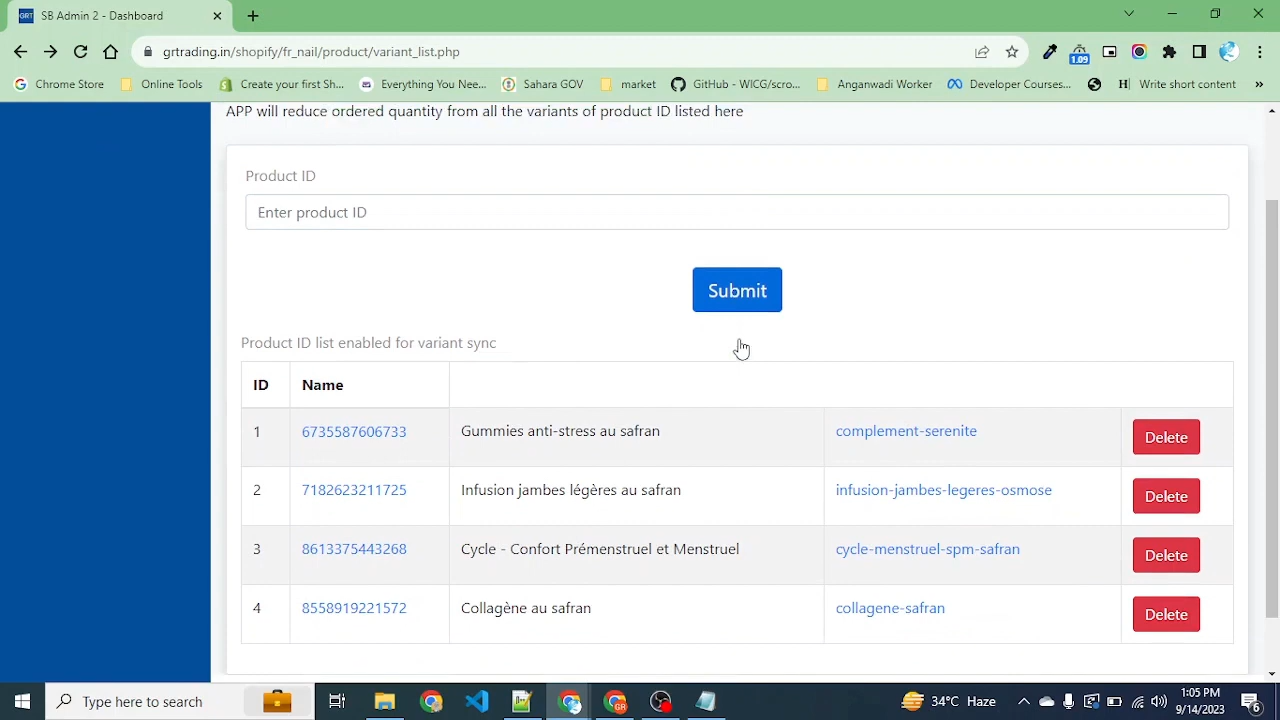 GRT SB Admin 2 - Dashboard
grtrading.in/shopify/fr_nail/product/variant_list.php
1.09
Chrome Store Online Tools Create your first Sh... Everything You Nee... Sahara GOV market GitHub - WICG/scro... Anganwadi Worker Developer Courses... Write short content »
APP will reduce ordered quantity from all the variants of product ID listed here
Product ID
Enter product ID
Submit
Product ID list enabled for variant sync
ID Name
1 6735587606733 Gummies anti-stress au safran complement-serenite Delete
2 7182623211725 Infusion jambes légères au safran infusion-jambes-legeres-osmose Delete
3 8613375443268 Cycle - Confort Prémenstruel et Menstruel cycle-menstruel-spm-safran Delete
4 8558919221572 Collagène au safran collagene-safran Delete
Type here to search
34°C Haze
1:05 PM
9/14/2023
6